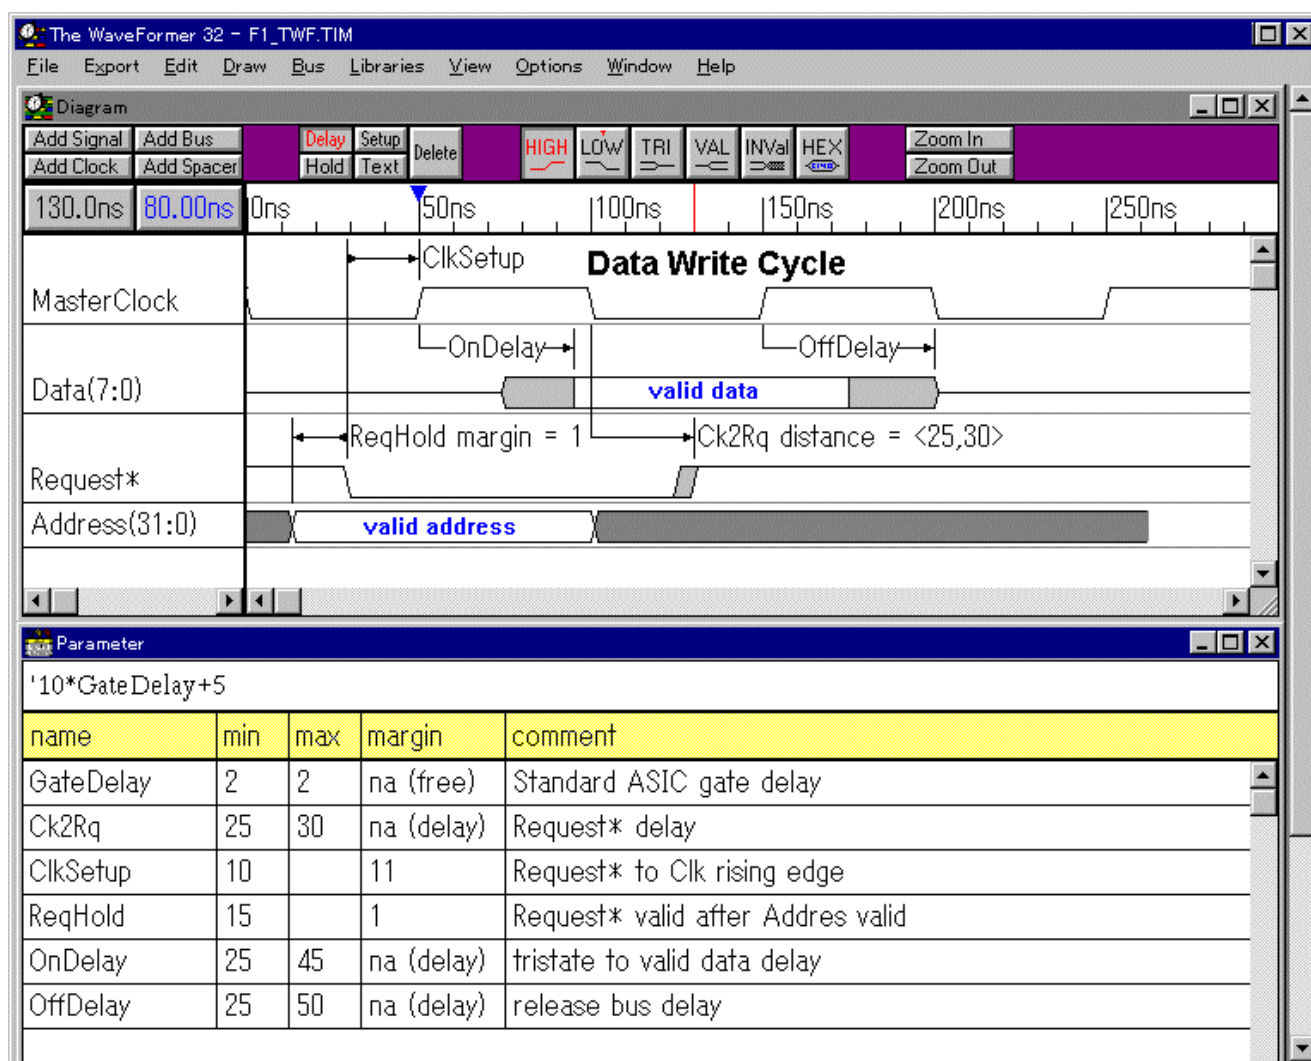 The WaveFormer 32 - F1_TWF.TIM
File Export Edit Draw Bus Libraries View Options Window Help
Diagram
Add Signal Add Bus Delay Setup Delete HIGH LOW TRI VAL INVal HEX Zoom In
Add Clock Add Spacer Hold Text Zoom Out
130.0ns 80.00ns 0ns 50ns 100ns 150ns 200ns 250ns
ClkSetup Data Write Cycle
MasterClock
OnDelay OffDelay
Data(7:0) valid data
ReqHold margin = 1 Ck2Rq distance = <25,30>
Request*
Address(31:0) valid address
Parameter
'10*GateDelay+5
name min max margin comment
GateDelay 2 2 na (free) Standard ASIC gate delay
Ck2Rq 25 30 na (delay) Request* delay
ClkSetup 10 11 Request* to Clk rising edge
ReqHold 15 1 Request* valid after Addres valid
OnDelay 25 45 na (delay) tristate to valid data delay
OffDelay 25 50 na (delay) release bus delay